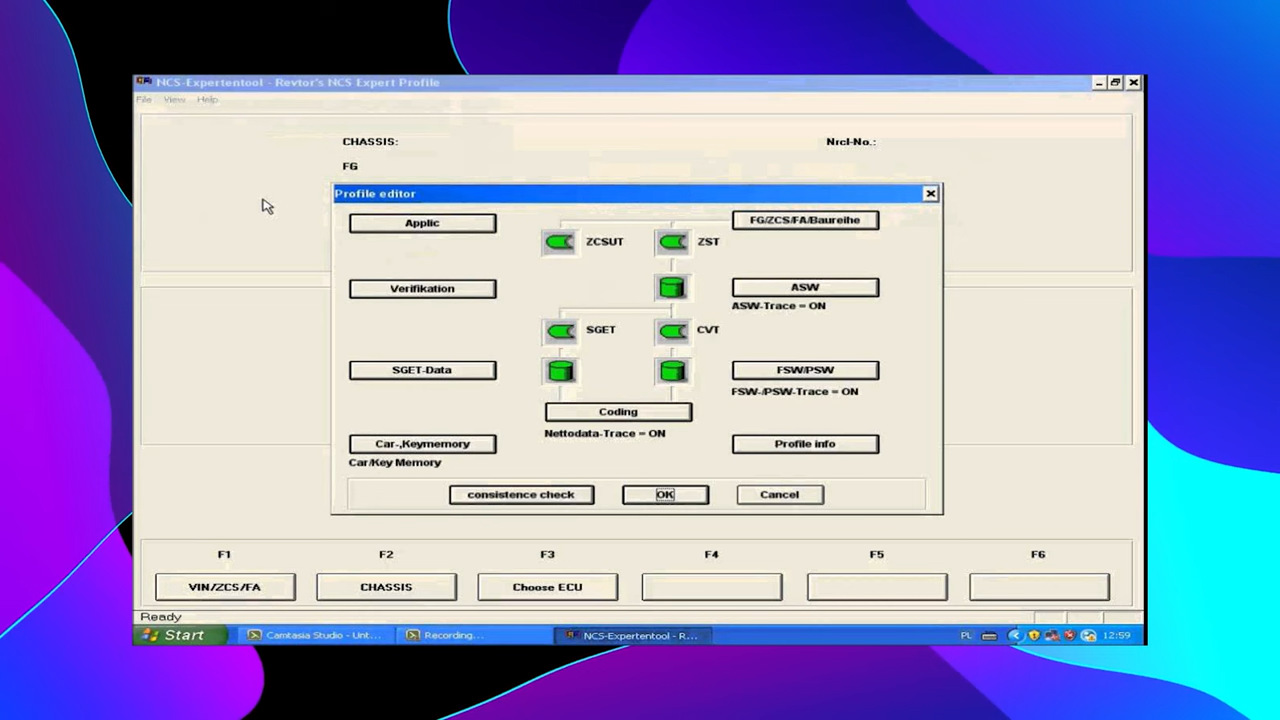 NCS-Expertentool - Revtor's NCS Expert Profile
File View Help
CHASSIS:
Nrcl-No.:
FG
Profile editor
Applic
ZCSUT
ZST
FG/ZCS/FA/Baureihe
Verifikation
ASW
ASW-Trace = ON
SGET
CVT
SGET-Data
FSW/PSW
FSW-/PSW-Trace = ON
Coding
Nettodata-Trace = ON
Car-,Keymemory
Car/Key Memory
Profile info
consistence check
OK
Cancel
F1 F2 F3 F4 F5 F6
VIN/ZCS/FA CHASSIS Choose ECU
Ready
Start Camtasia Studio - Unt... Recording... NCS-Expertentool - R... PL 12:59